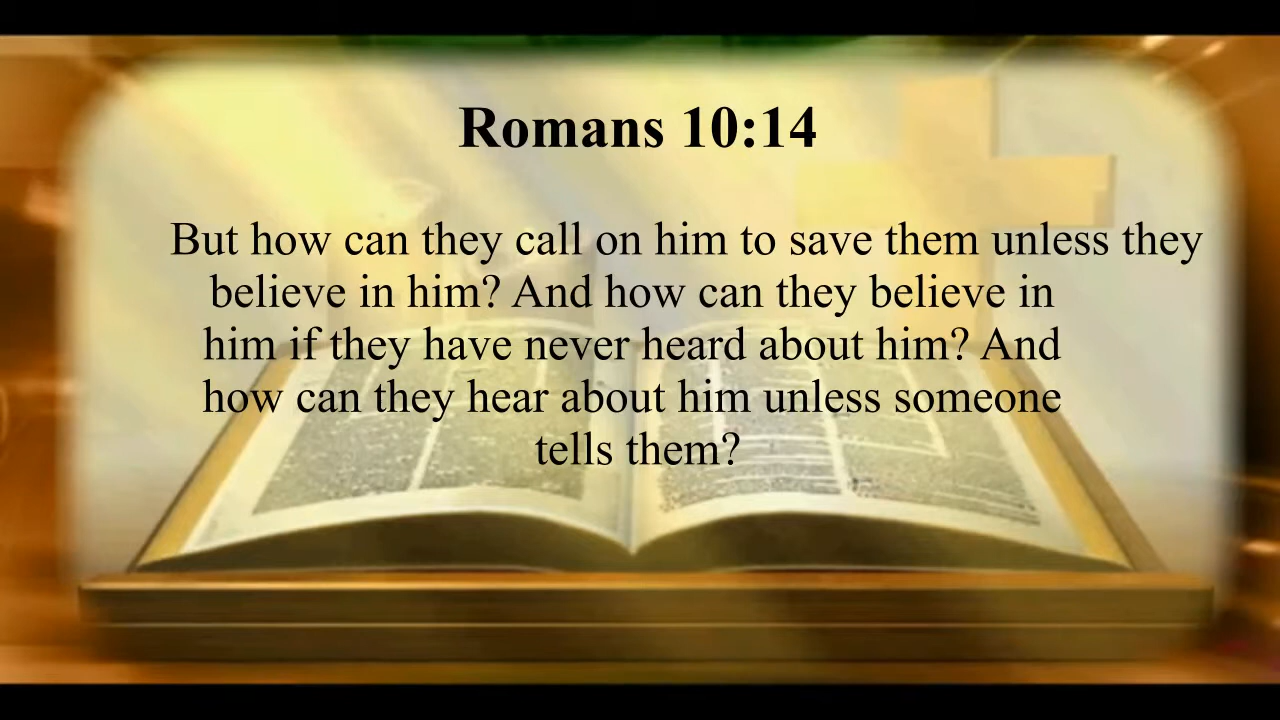 Romans 10:14
But how can they call on him to save them unless they
believe in him? And how can they believe in
him if they have never heard about him? And
how can they hear about him unless someone
tells them?